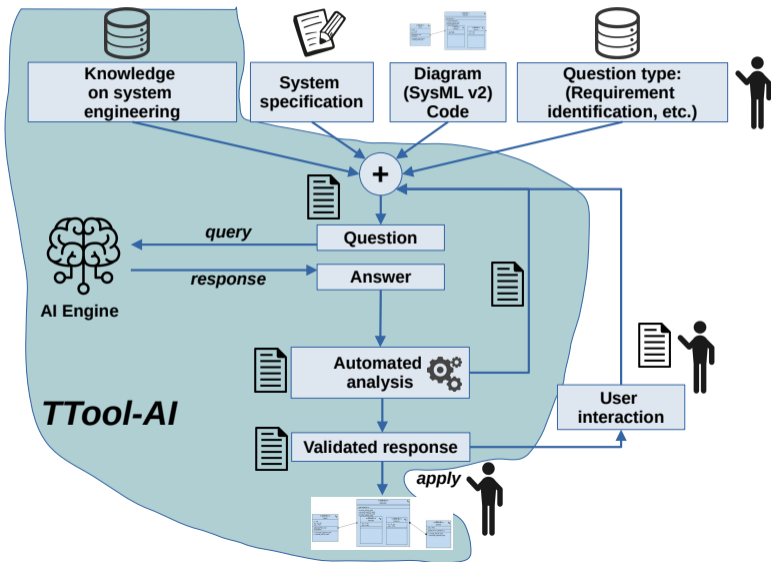 Knowledge
on system
engineering
System
specification
Diagram
(SysML v2)
Code
Question type:
(Requirement
identification, etc.)
+
query
Question
response
Answer
AI Engine
Automated
analysis
TTool-AI
User
interaction
Validated response
apply